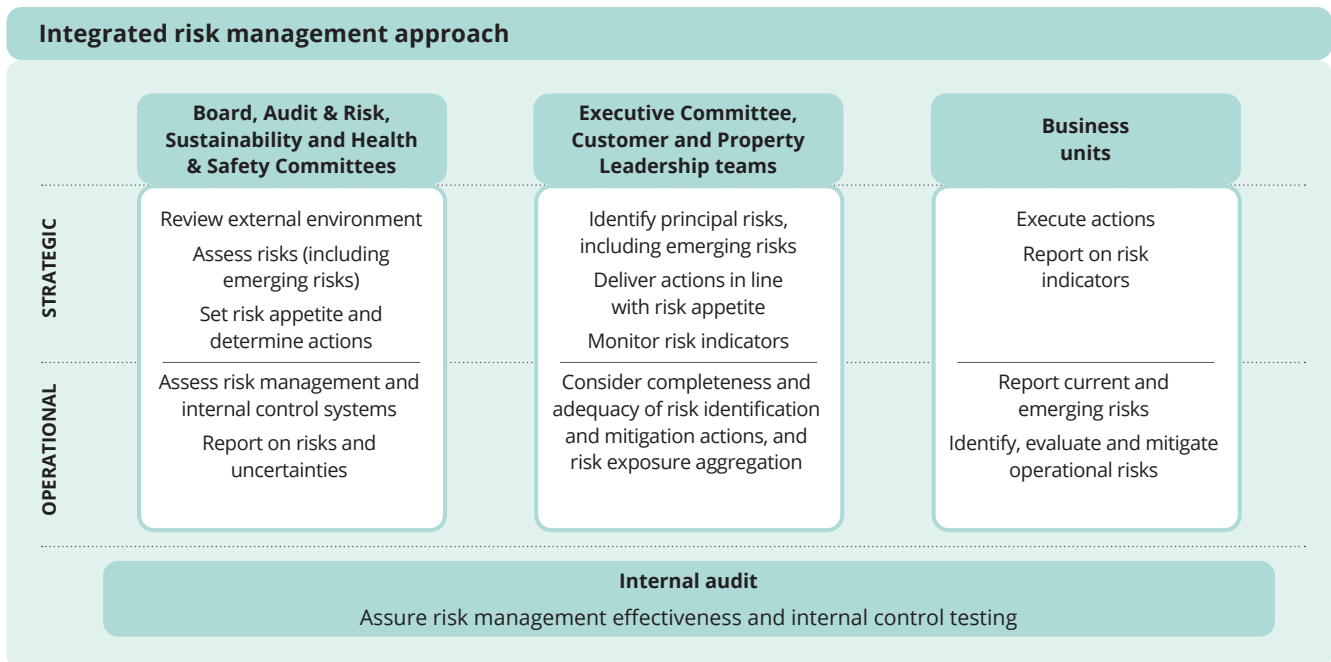 Integrated risk management approach
Board, Audit & Risk,
Sustainability and Health
& Safety Committees
Executive Committee,
Customer and Property
Leadership teams
Business
units
STRATEGIC
Review external environment
Assess risks (including
emerging risks)
Set risk appetite and
determine actions
Identify principal risks,
including emerging risks
Deliver actions in line
with risk appetite
Monitor risk indicators
Execute actions
Report on risk
indicators
OPERATIONAL
Assess risk management and
internal control systems
Report on risks and
uncertainties
Consider completeness and
adequacy of risk identification
and mitigation actions, and
risk exposure aggregation
Report current and
emerging risks
Identify, evaluate and mitigate
operational risks
Internal audit
Assure risk management effectiveness and internal control testing